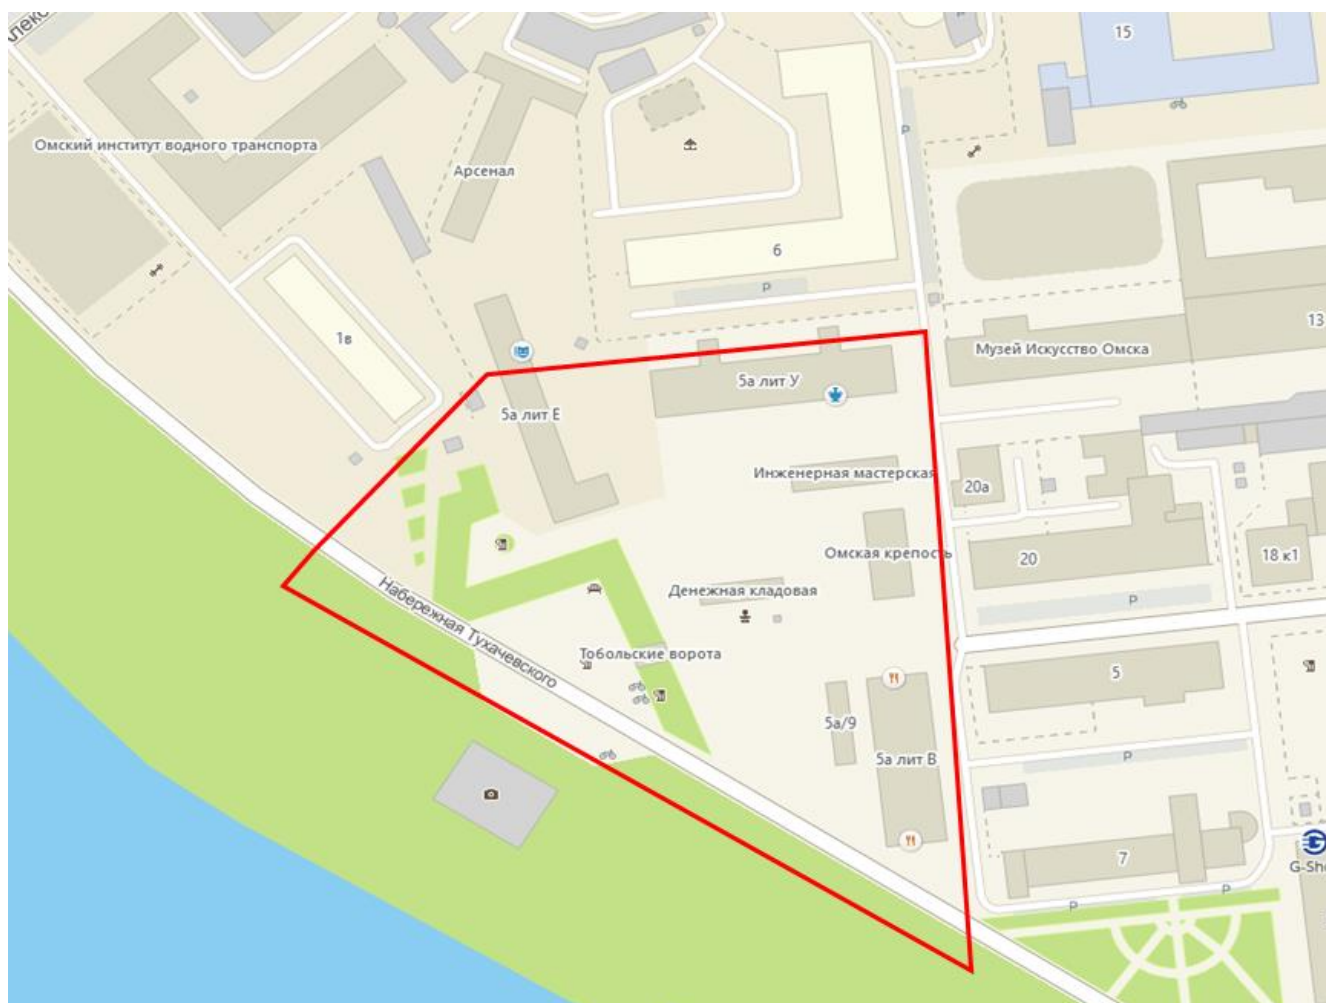 15
Омский институт водного транспорта
P
Арсенал
6
P
13
1в
Музей Искусство Омска
5а лит У
5а лит Е
Инженерная мастерская
20а
Омская крепость
20
18 к1
Денежная кладовая
P
Набережная Тухачевского
Тобольские ворота
5
5а/9
5а лит В
P
7
G-Sh
P
P